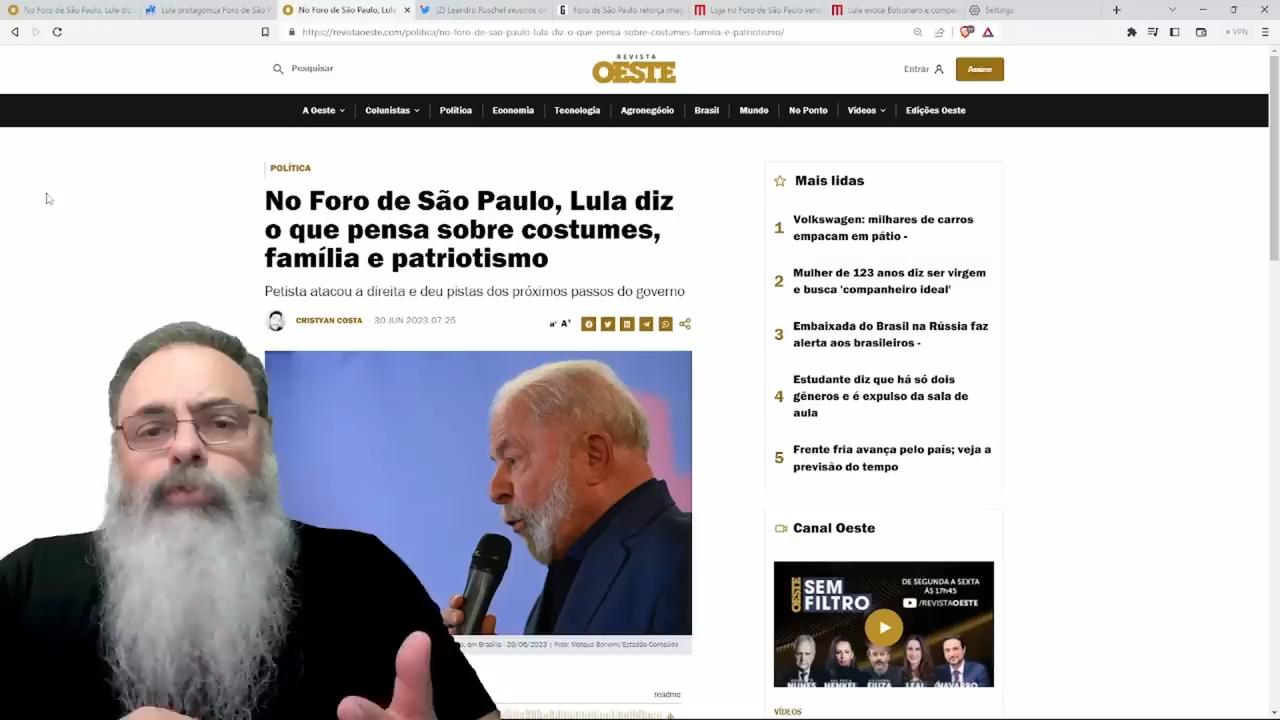 No Foro de São Paulo, Lula diz
Lula protagoniza Foro de São P
No Foro de São Paulo, Lula
(2) Leandro Ruschel
Foro de São Paulo reforça imag
Loja no Foro de São Paulo ven
Lula evoca Bolsonaro e compar
Settings
https://revistaoeste.com/politica/no-foro-de-sao-paulo-lula-diz-o-que-pensa-sobre-costumes-familia-e-patriotismo/
VPN
Pesquisar
REVISTA
OESTE
Entrar
Assine
A Oeste
Colunistas
Política
Economia
Tecnologia
Agronegócio
Brasil
Mundo
No Ponto
Vídeos
Edições Oeste
POLÍTICA
No Foro de São Paulo, Lula diz
o que pensa sobre costumes,
família e patriotismo
Petista atacou a direita e deu pistas dos próximos passos do governo
CRISTYAN COSTA
30 JUN 2023 07:25
a- A+
, em Brasília - 29/06/2023 | Foto: Mateus Bonomi/Estadão Conteúdo
readme
Mais lidas
1 Volkswagen: milhares de carros
empacam em pátio -
2 Mulher de 123 anos diz ser virgem
e busca 'companheiro ideal'
3 Embaixada do Brasil na Rússia faz
alerta aos brasileiros -
4 Estudante diz que há só dois
gêneros e é expulso da sala de
aula
5 Frente fria avança pelo país; veja a
previsão do tempo
Canal Oeste
OESTE
SEM
FILTRO
DE SEGUNDA A SEXTA
ÀS 17h45
/REVISTAOESTE
NUNES
HENKEL
FIUZA
LEAL
NAVARRO
VÍDEOS